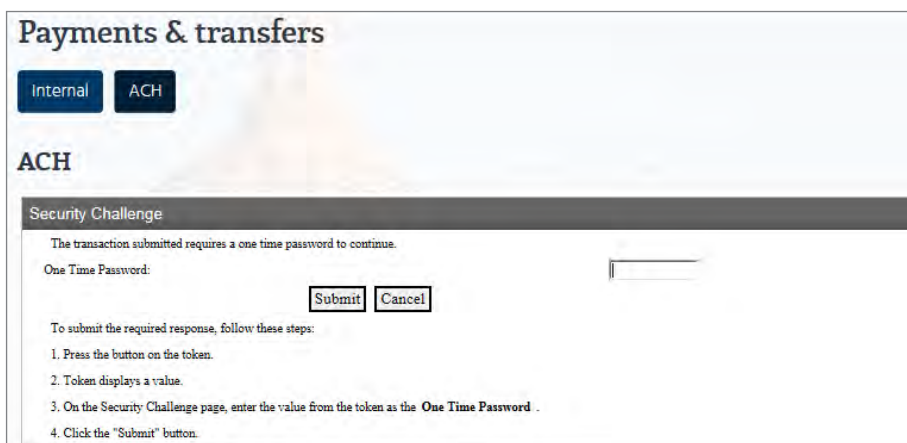 Payments & transfers
Internal ACH
ACH
Security Challenge
The transaction submitted requires a one time password to continue.
One Time Password:
Submit Cancel
To submit the required response, follow these steps:
1. Press the button on the token.
2. Token displays a value.
3. On the Security Challenge page, enter the value from the token as the One Time Password .
4. Click the "Submit" button.